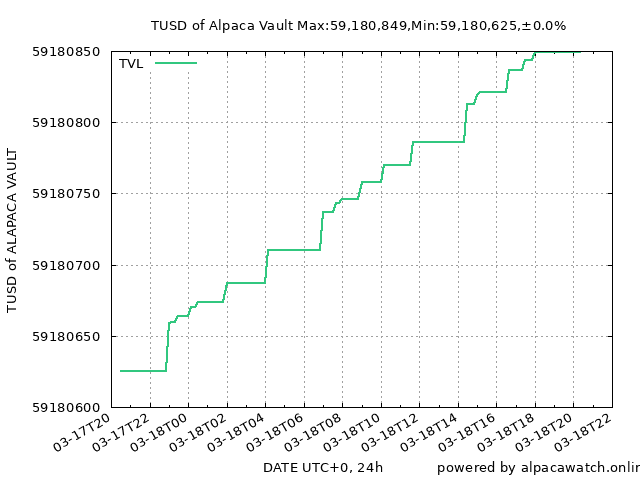 TUSD of Alpaca Vault Max:59,180,849,Min:59,180,625,±0.0%
TVL
59180850
59180800
59180750
59180700
59180650
59180600
TUSD of ALAPACA VAULT
03-17T20
03-17T22
03-18T00
03-18T02
03-18T04
03-18T06
03-18T08
03-18T10
03-18T12
03-18T14
03-18T16
03-18T18
03-18T20
03-18T22
DATE UTC+0, 24h
powered by alpacawatch.onlin